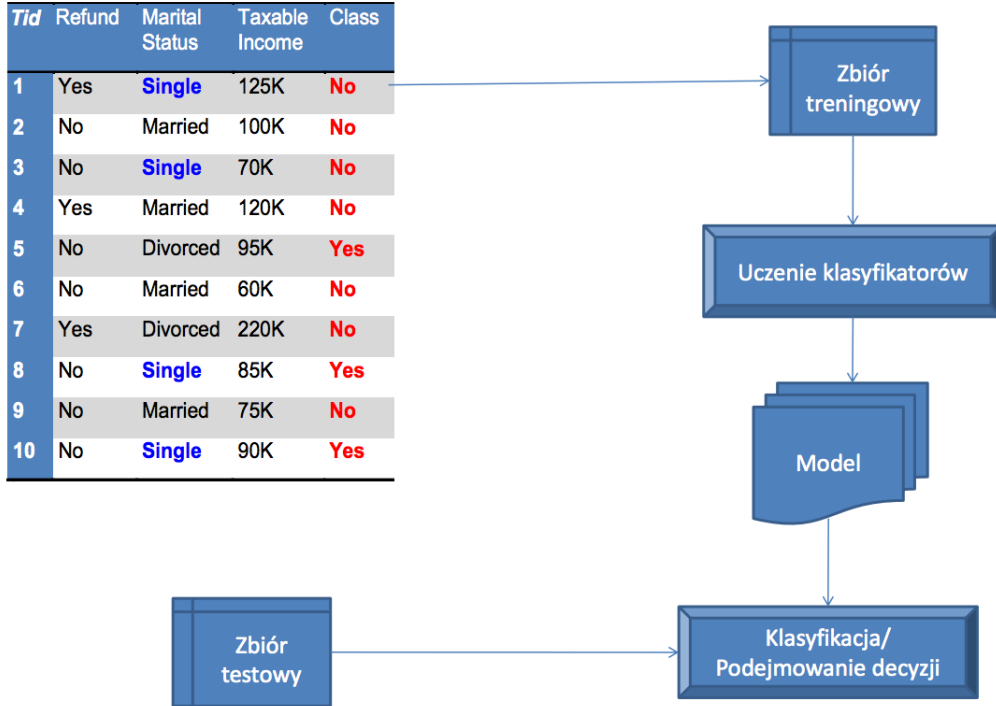 Tid Refund Marital Status Taxable Income Class
1 Yes Single 125K No
2 No Married 100K No
3 No Single 70K No
4 Yes Married 120K No
5 No Divorced 95K Yes
6 No Married 60K No
7 Yes Divorced 220K No
8 No Single 85K Yes
9 No Married 75K No
10 No Single 90K Yes
Zbiór
treningowy
Uczenie klasyfikatorów
Model
Zbiór
testowy
Klasyfikacja/
Podejmowanie decyzji